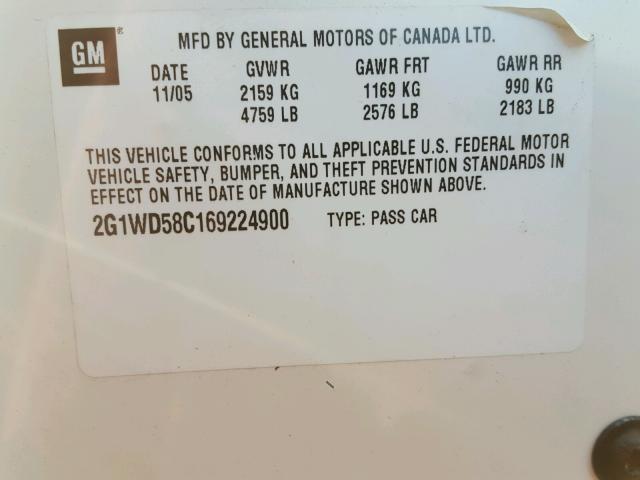 GM ®
MFD BY GENERAL MOTORS OF CANADA LTD.
DATE GVWR GAWR FRT GAWR RR
11/05 2159 KG 1169 KG 990 KG
4759 LB 2576 LB 2183 LB
THIS VEHICLE CONFORMS TO ALL APPLICABLE U.S. FEDERAL MOTOR
VEHICLE SAFETY, BUMPER, AND THEFT PREVENTION STANDARDS IN
EFFECT ON THE DATE OF MANUFACTURE SHOWN ABOVE.
2G1WD58C169224900 TYPE: PASS CAR